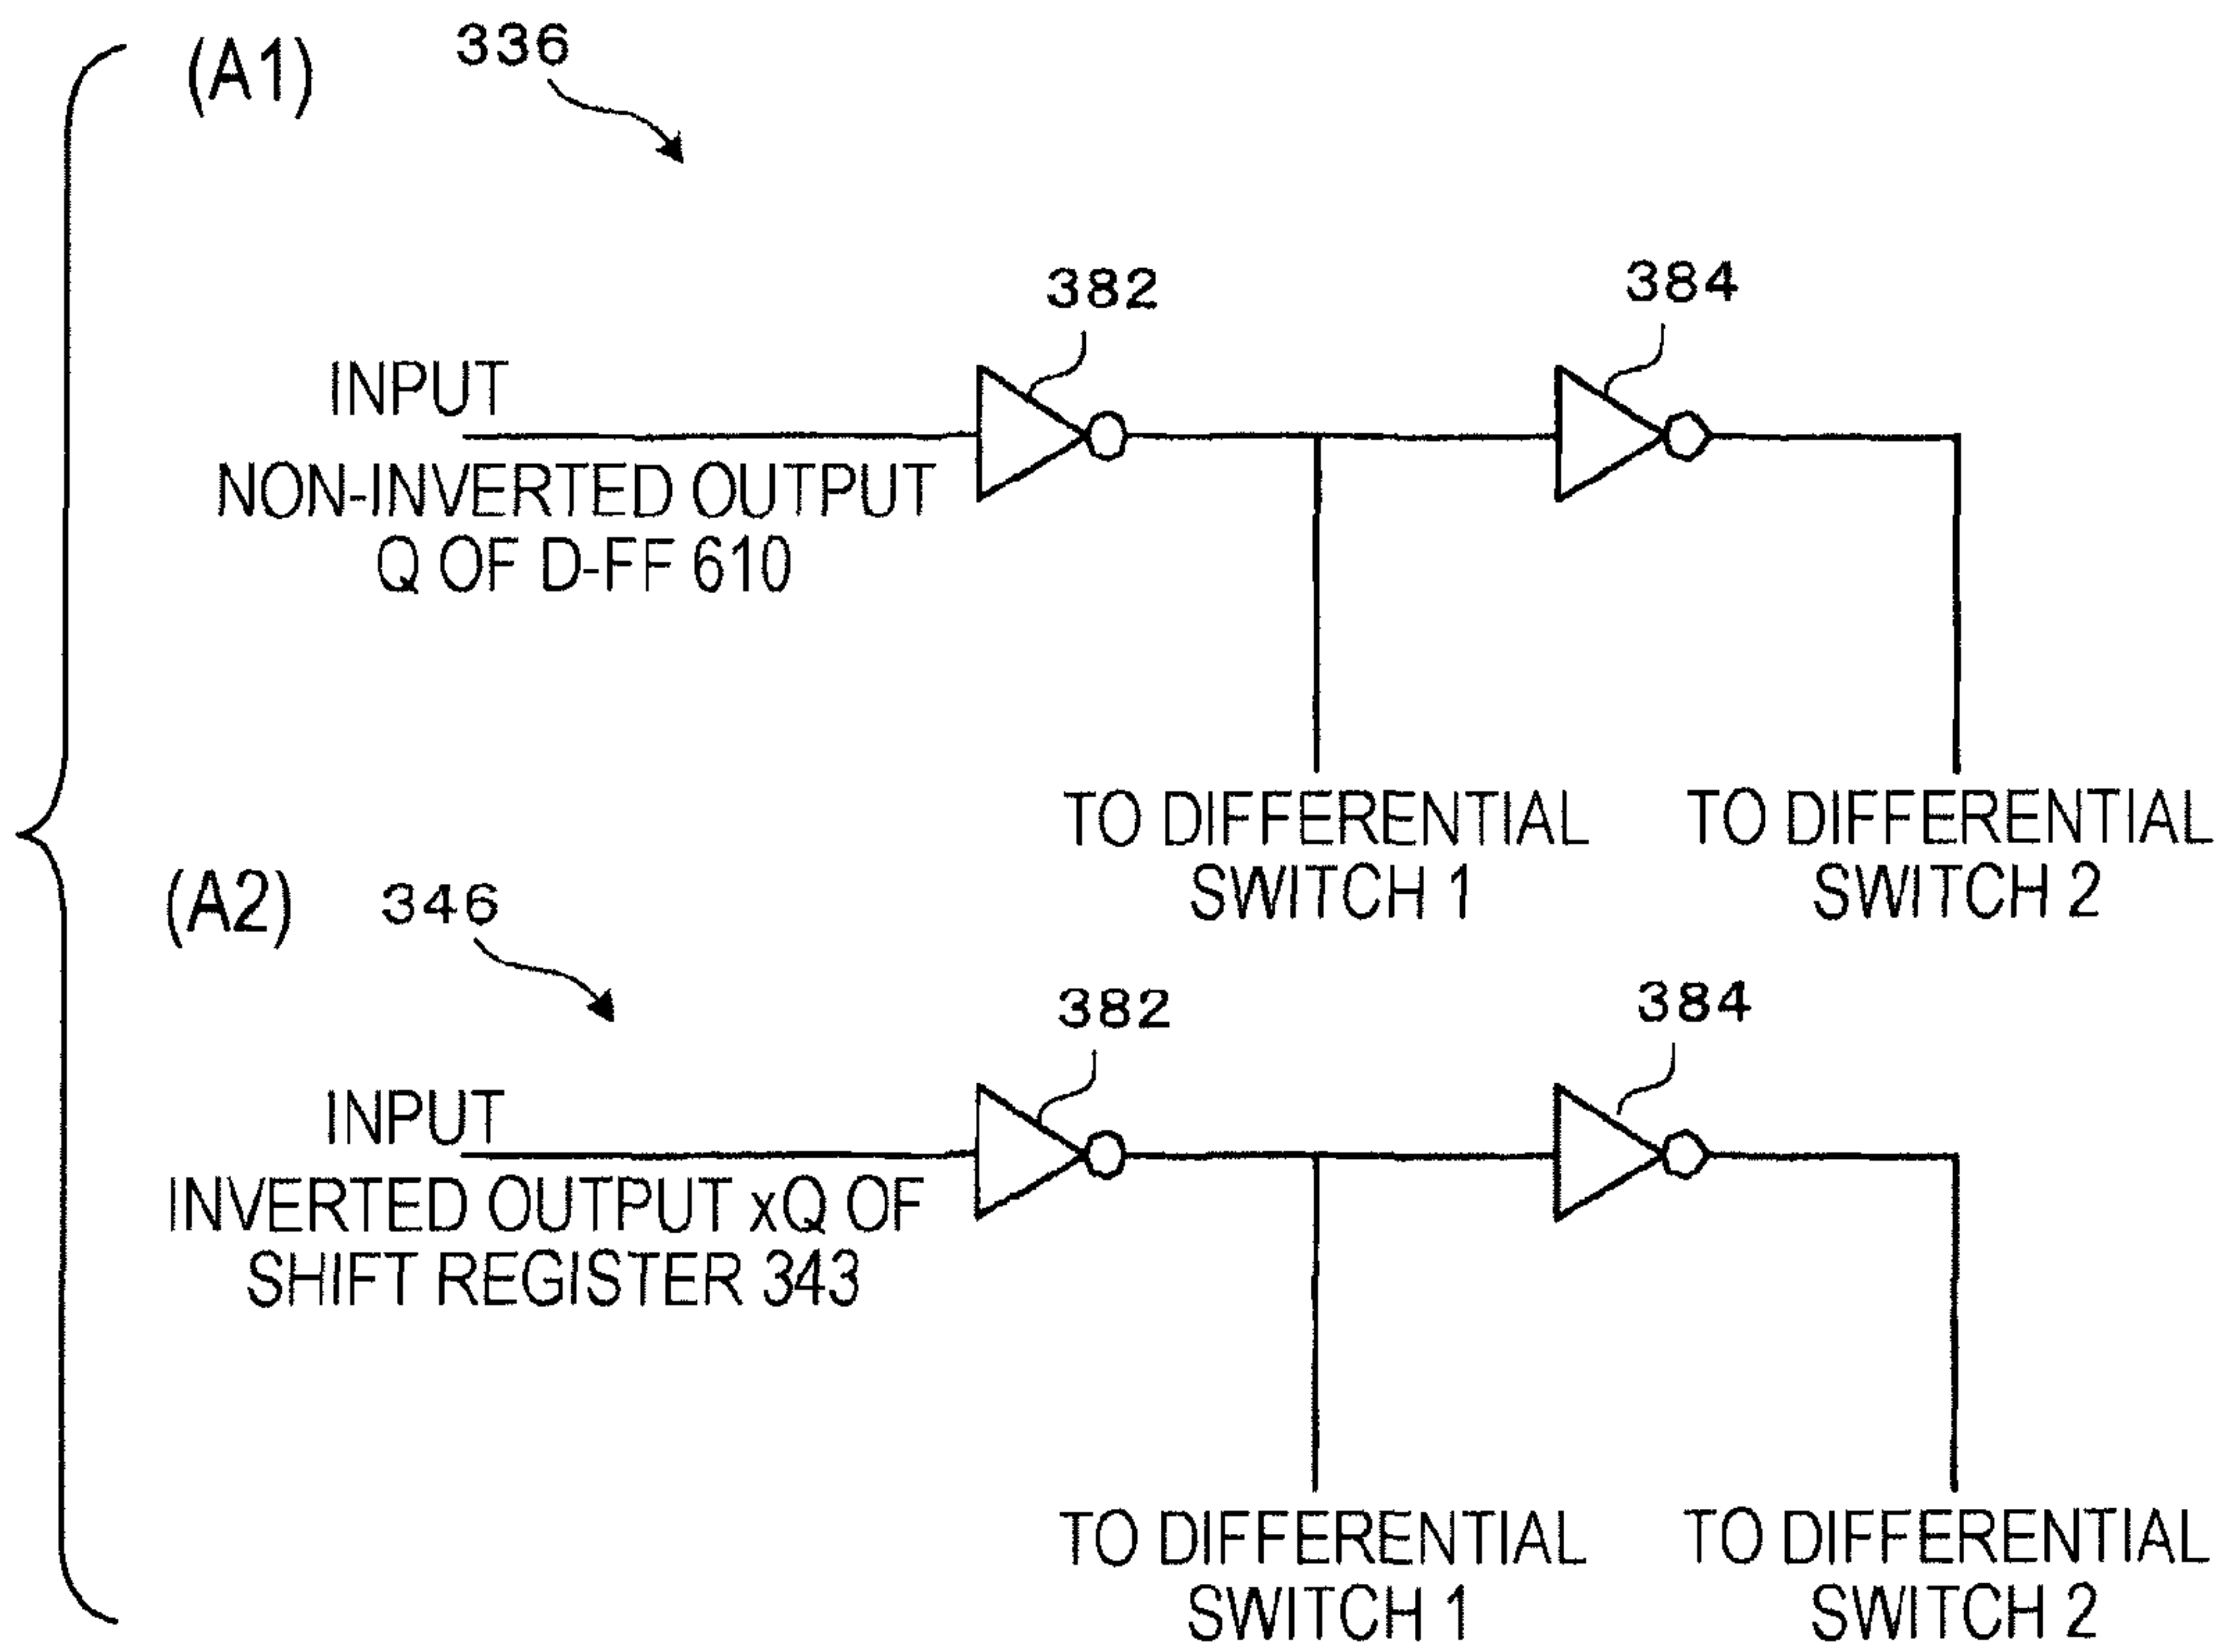 (A1)
336
382
384
INPUT
NON-INVERTED OUTPUT
Q OF D-FF 610
TO DIFFERENTIAL
SWITCH 1
TO DIFFERENTIAL
SWITCH 2
(A2)
346
382
384
INPUT
INVERTED OUTPUT xQ OF
SHIFT REGISTER 343
TO DIFFERENTIAL
SWITCH 1
TO DIFFERENTIAL
SWITCH 2